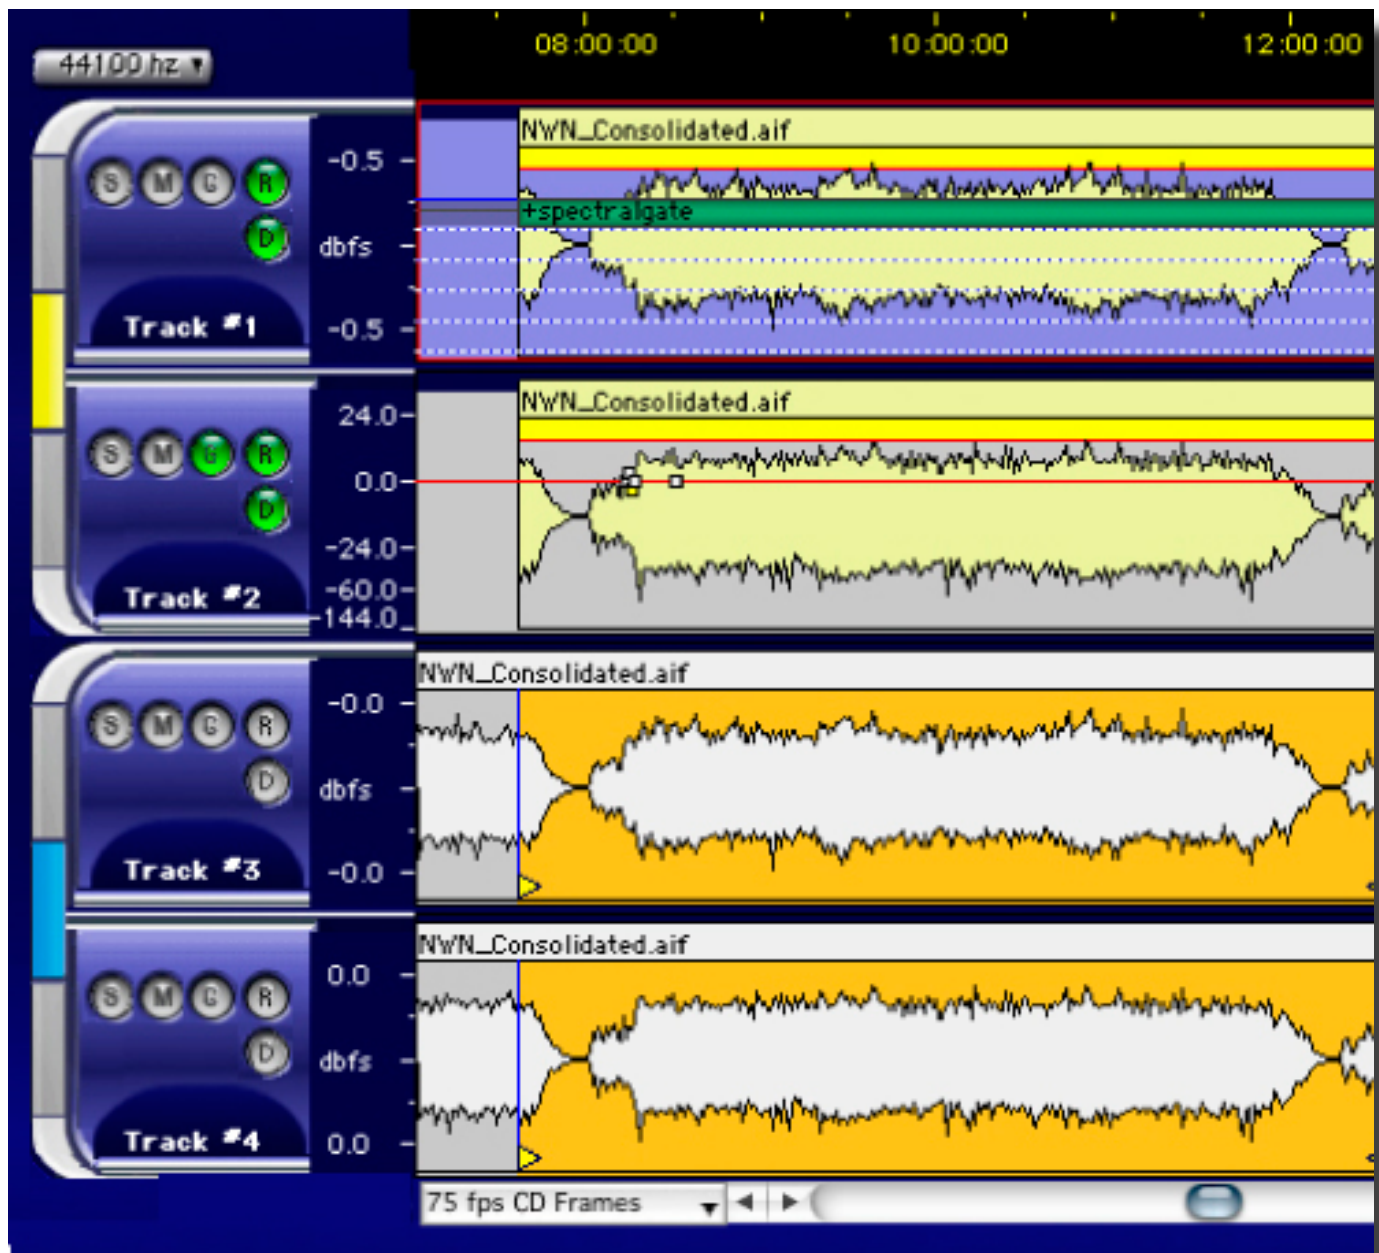 08:00:00 10:00:00 12:00:00
44100 hz
NWN_Consolidated.aif
-0.5
S M G R
+spectralgate
D
dbfs
Track #1
-0.5
NWN_Consolidated.aif
24.0
S M G R
0.0
D
-24.0
-60.0
Track #2
-144.0
NWN_Consolidated.aif
-0.0
S M G R
D
dbfs
Track #3
-0.0
NWN_Consolidated.aif
0.0
S M G R
D
dbfs
Track #4
0.0
75 fps CD Frames